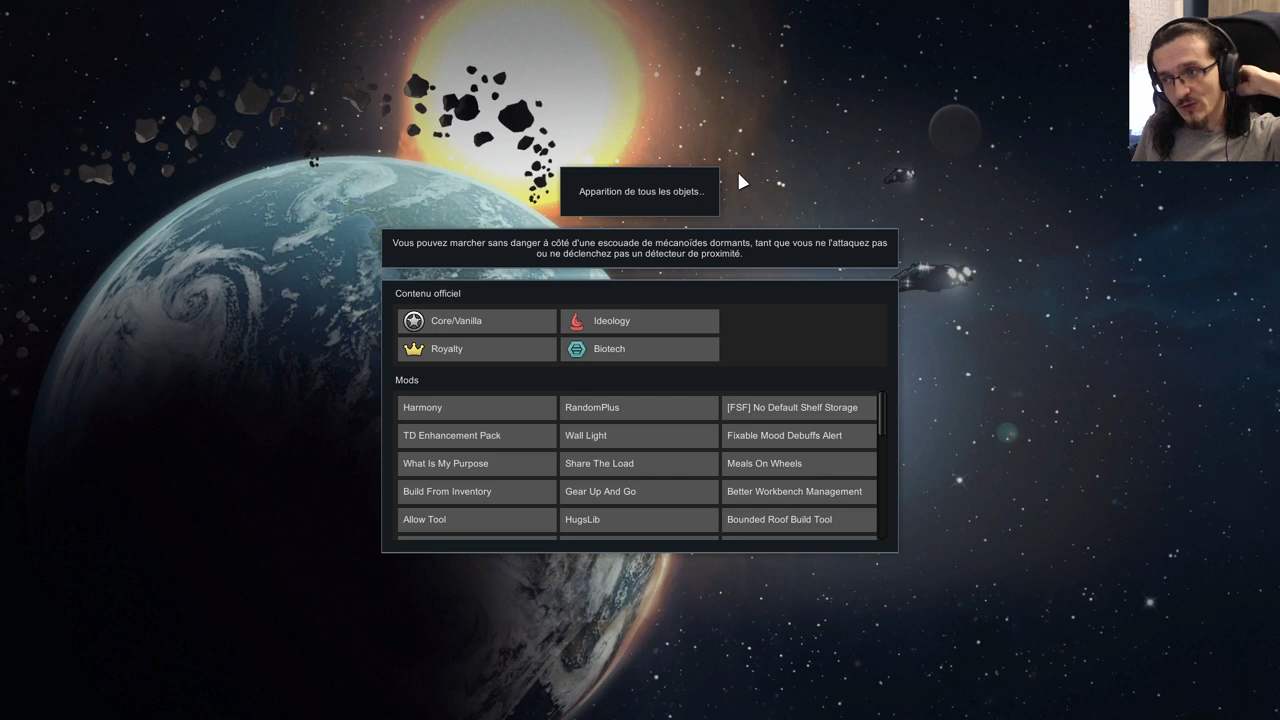 Apparition de tous les objets..
Vous pouvez marcher sans danger à côté d'une escouade de mécanoïdes dormants, tant que vous ne l'attaquez pas
ou ne déclenchez pas un détecteur de proximité.
Contenu officiel
Core/Vanilla
Ideology
Royalty
Biotech
Mods
Harmony
RandomPlus
[FSF] No Default Shelf Storage
TD Enhancement Pack
Wall Light
Fixable Mood Debuffs Alert
What Is My Purpose
Share The Load
Meals On Wheels
Build From Inventory
Gear Up And Go
Better Workbench Management
Allow Tool
HugsLib
Bounded Roof Build Tool